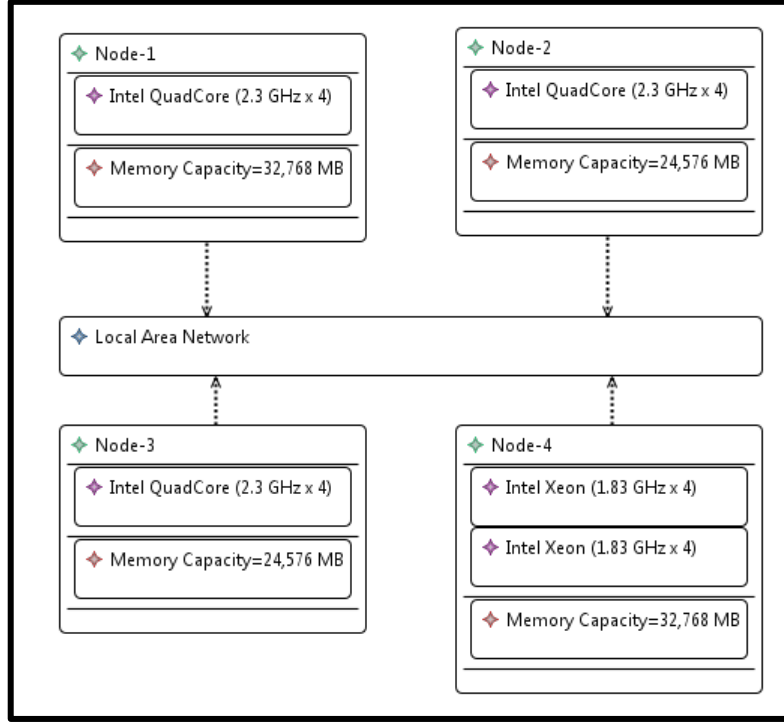 Node-1
Intel QuadCore (2.3 GHz x 4)
Memory Capacity=32,768 MB
Node-2
Intel QuadCore (2.3 GHz x 4)
Memory Capacity=24,576 MB
Local Area Network
Node-3
Intel QuadCore (2.3 GHz x 4)
Memory Capacity=24,576 MB
Node-4
Intel Xeon (1.83 GHz x 4)
Intel Xeon (1.83 GHz x 4)
Memory Capacity=32,768 MB